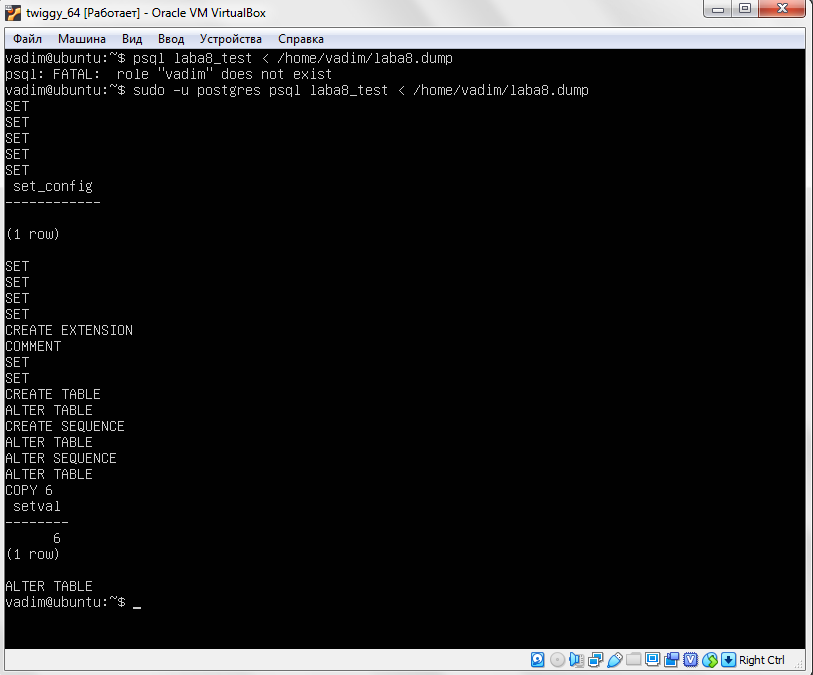 twiggy_64 [Работает] - Oracle VM VirtualBox
Файл Машина Вид Ввод Устройства Справка
vadim@ubuntu:~$ psql laba8_test < /home/vadim/laba8.dump
psql: FATAL:  role "vadim" does not exist
vadim@ubuntu:~$ sudo -u postgres psql laba8_test < /home/vadim/laba8.dump
SET
SET
SET
SET
SET
 set_config
------------

(1 row)

SET
SET
SET
SET
CREATE EXTENSION
COMMENT
SET
SET
CREATE TABLE
ALTER TABLE
CREATE SEQUENCE
ALTER TABLE
ALTER SEQUENCE
ALTER TABLE
COPY 6
 setval
--------
      6
(1 row)

ALTER TABLE
vadim@ubuntu:~$ _
Right Ctrl